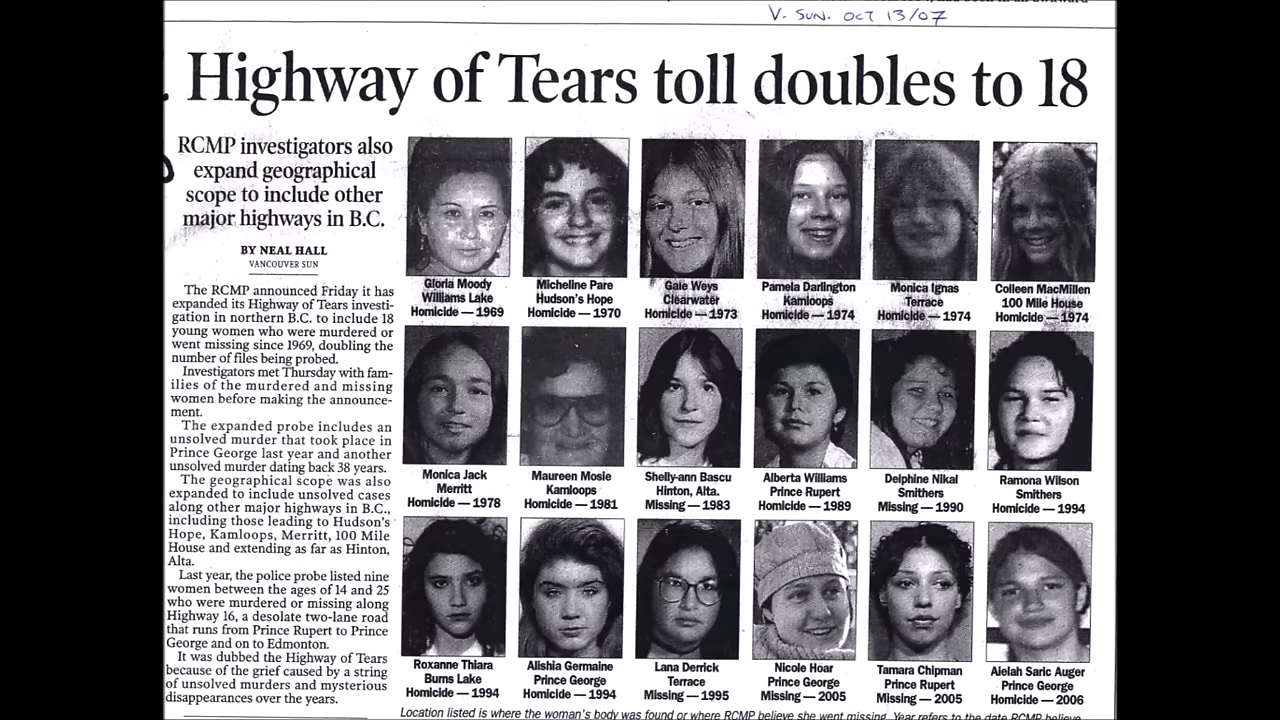 V. SUN. OCT 13/07
Highway of Tears toll doubles to 18
RCMP investigators also
expand geographical
scope to include other
major highways in B.C.
BY NEAL HALL
VANCOUVER SUN
The RCMP announced Friday it has
expanded its Highway of Tears investi-
gation in northern B.C. to include 18
young women who were murdered or
went missing since 1969, doubling the
number of files being probed.
Investigators met Thursday with fam-
ilies of the murdered and missing
women before making the announce-
ment.
The expanded probe includes an
unsolved murder that took place in
Prince George last year and another
unsolved murder dating back 38 years.
The geographical scope was also
expanded to include unsolved cases
along other major highways in B.C.,
including those leading to Hudson's
Hope, Kamloops, Merritt, 100 Mile
House and extending as far as Hinton,
Alta.
Last year, the police probe listed nine
women between the ages of 14 and 25
who were murdered or missing along
Highway 16, a desolate two-lane road
that runs from Prince Rupert to Prince
George and on to Edmonton.
It was dubbed the Highway of Tears
because of the grief caused by a string
of unsolved murders and mysterious
disappearances over the years.
Gloria Moody
Williams Lake
Homicide — 1969
Micheline Pare
Hudson's Hope
Homicide — 1970
Gale Weys
Clearwater
Homicide — 1973
Pamela Darlington
Kamloops
Homicide — 1974
Monica Ignas
Terrace
Homicide — 1974
Colleen MacMillen
100 Mile House
Homicide — 1974
Monica Jack
Merritt
Homicide — 1978
Maureen Mosie
Kamloops
Homicide — 1981
Shelly-ann Bascu
Hinton, Alta.
Missing — 1983
Alberta Williams
Prince Rupert
Homicide — 1989
Delphine Nikal
Smithers
Missing — 1990
Ramona Wilson
Smithers
Homicide — 1994
Roxanne Thiara
Burns Lake
Homicide — 1994
Alishia Germaine
Prince George
Homicide — 1994
Lana Derrick
Terrace
Missing — 1995
Nicole Hoar
Prince George
Missing — 2005
Tamara Chipman
Prince Rupert
Missing — 2005
Aielah Saric Auger
Prince George
Homicide — 2006
Location listed is where the woman's body was found or where RCMP believe she went missing. Year refers to the date RCMP believe